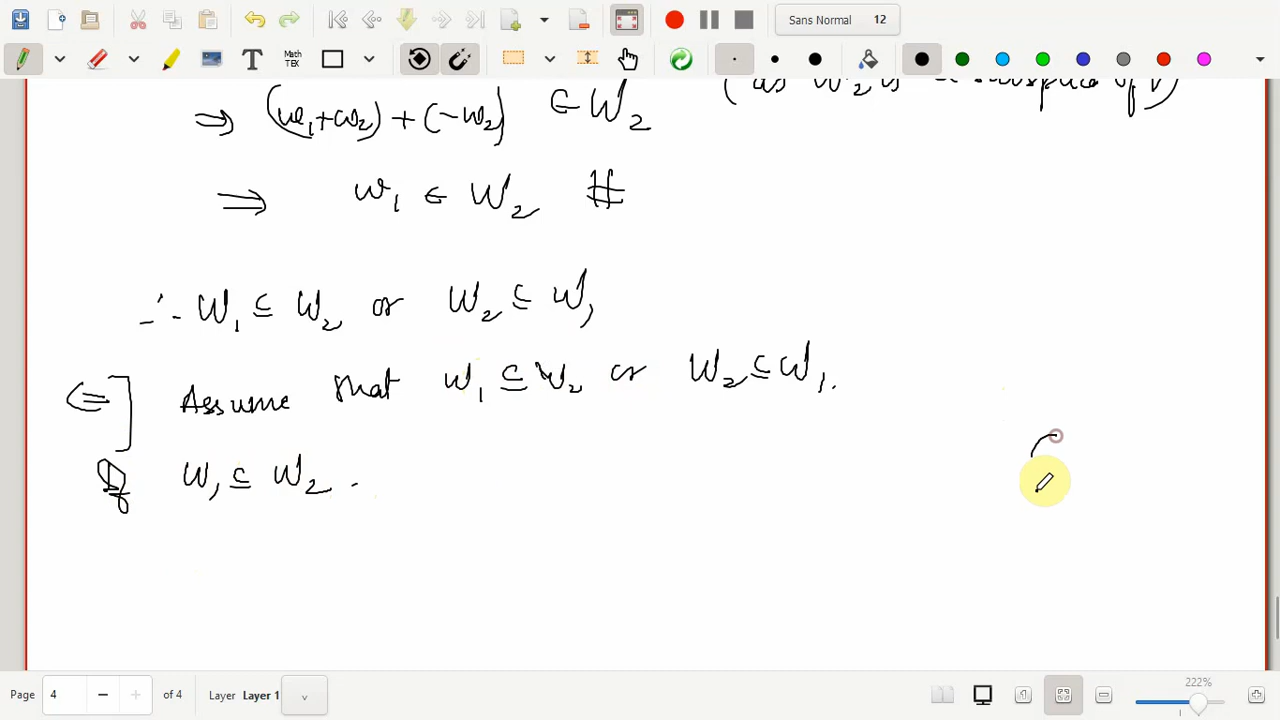 Sans Normal 12
(as W₂ is a subspace of V)
⇒ (w₁+w₂) + (-w₂) ∈ W₂
⇒ w₁ ∈ W₂ #
∴ W₁ ⊆ W₂ or W₂ ⊆ W₁
⇐] Assume that W₁ ⊆ W₂ or W₂ ⊆ W₁.
If W₁ ⊆ W₂.
Page 4 of 4 Layer Layer 1 222%